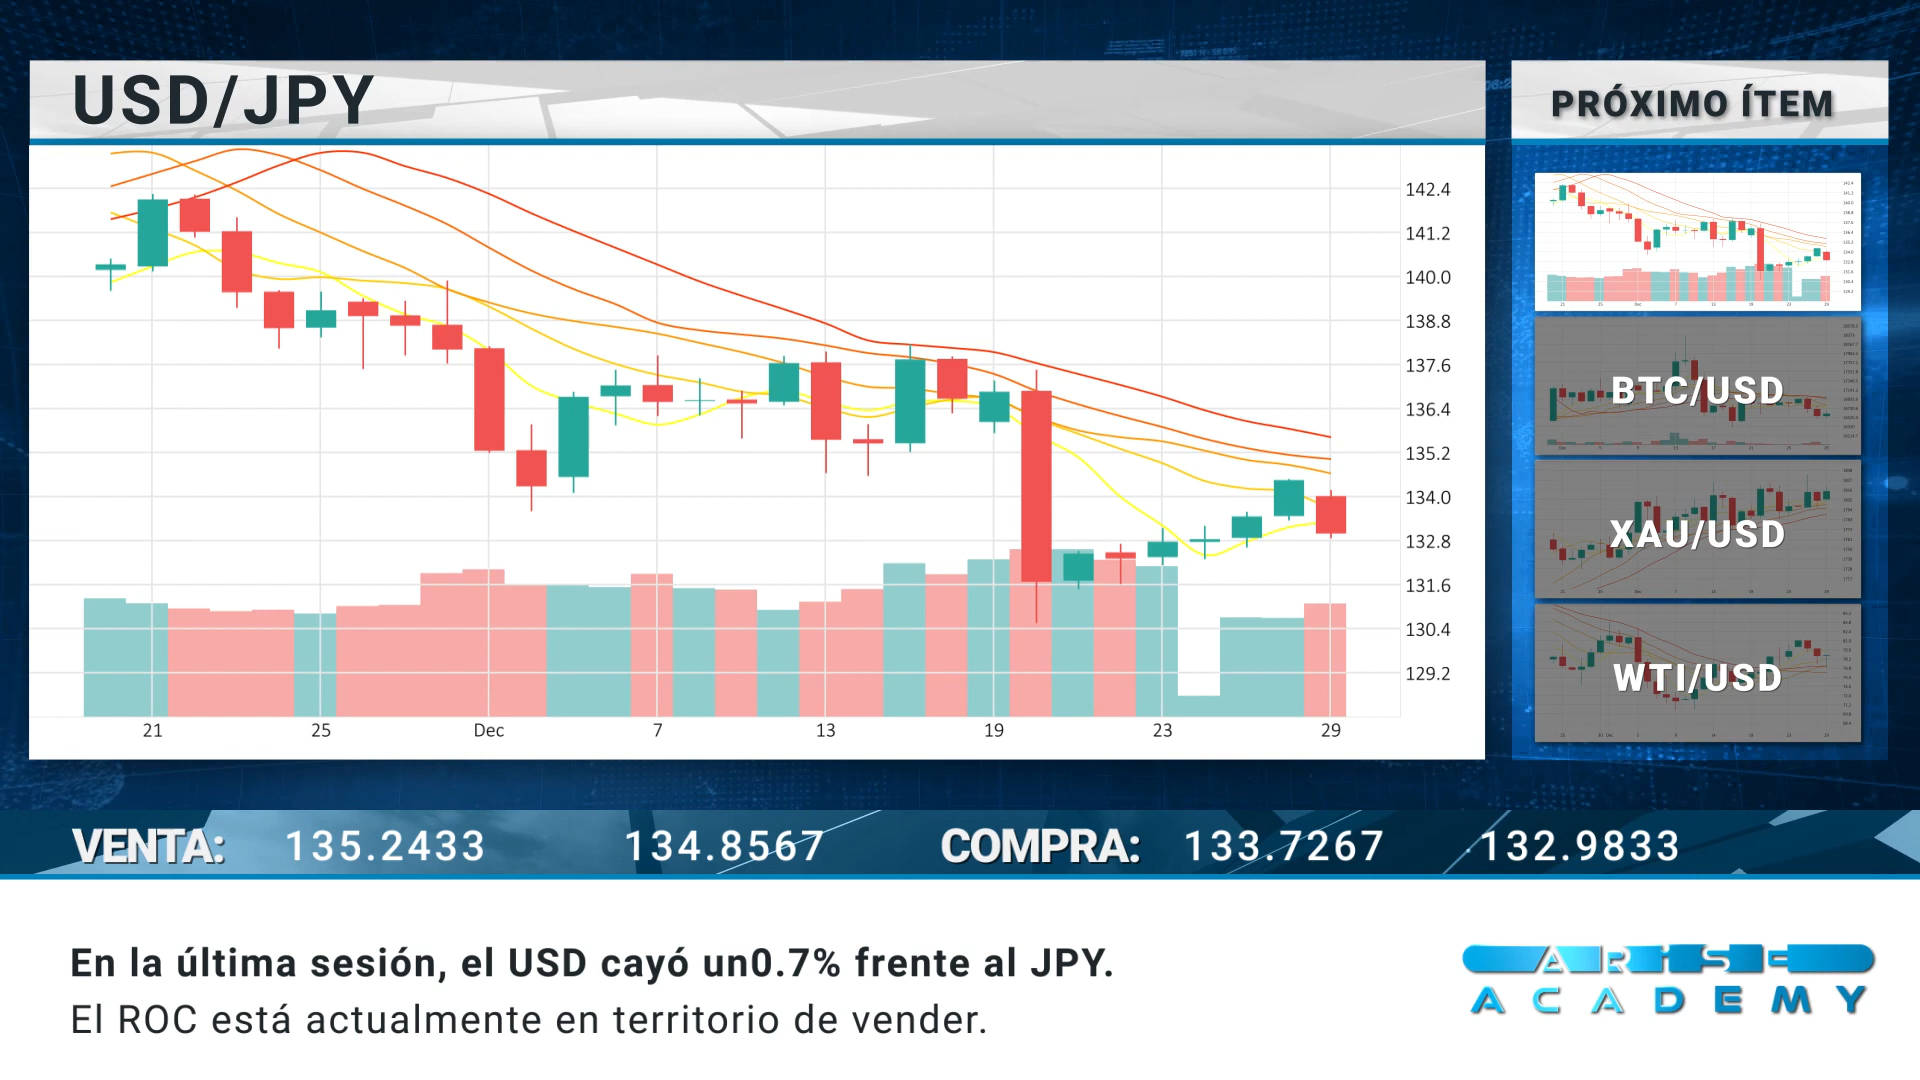 USD/JPY
PRÓXIMO ÍTEM
142.4
141.2
140.0
138.8
137.6
136.4
135.2
134.0
132.8
131.6
130.4
129.2
21 25 Dec 7 13 19 23 29
BTC/USD
XAU/USD
WTI/USD
VENTA: 135.2433 134.8567 COMPRA: 133.7267 132.9833
En la última sesión, el USD cayó un0.7% frente al JPY.
El ROC está actualmente en territorio de vender.
ARISE
ACADEMY